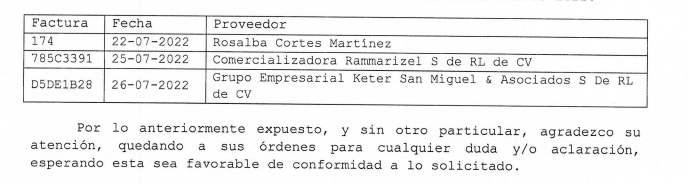 Factura Fecha Proveedor
174 22-07-2022 Rosalba Cortes Martínez
785C3391 25-07-2022 Comercializadora Rammarizel S de RL de CV
D5DE1B28 26-07-2022 Grupo Empresarial Keter San Miguel & Asociados S De RL
de CV
Por lo anteriormente expuesto, y sin otro particular, agradezco su
atención, quedando a sus órdenes para cualquier duda y/o aclaración,
esperando esta sea favorable de conformidad a lo solicitado.